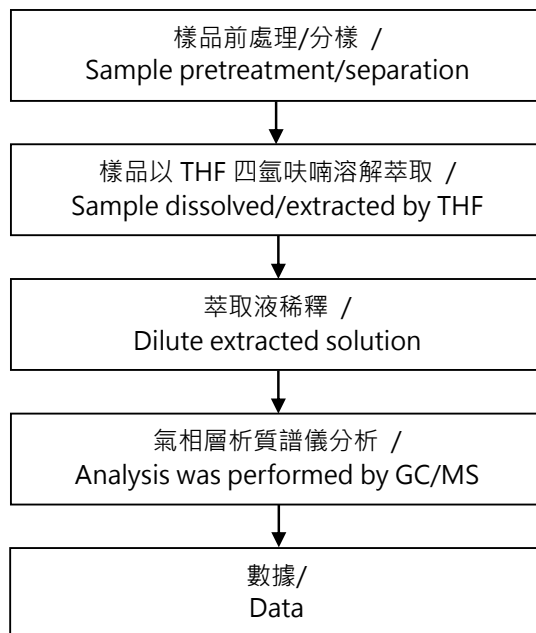 樣品前處理/分樣 /
Sample pretreatment/separation
樣品以 THF 四氫呋喃溶解萃取 /
Sample dissolved/extracted by THF
萃取液稀釋 /
Dilute extracted solution
氣相層析質譜儀分析 /
Analysis was performed by GC/MS
數據/
Data